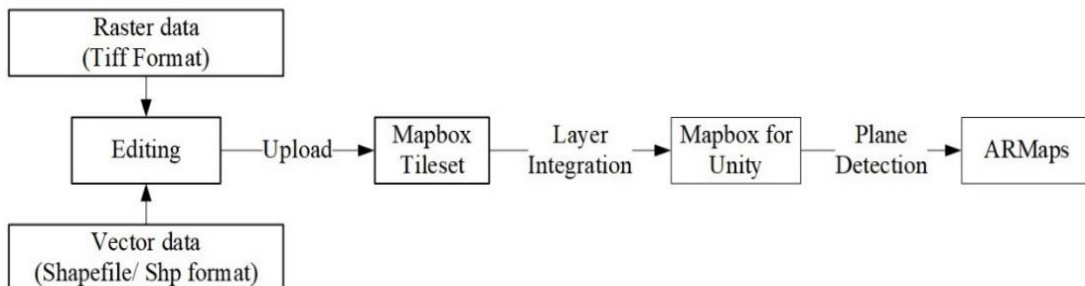 Raster data
(Tiff Format)
Editing
Upload
Mapbox
Tileset
Layer
Integration
Mapbox for
Unity
Plane
Detection
ARMaps
Vector data
(Shapefile/ Shp format)